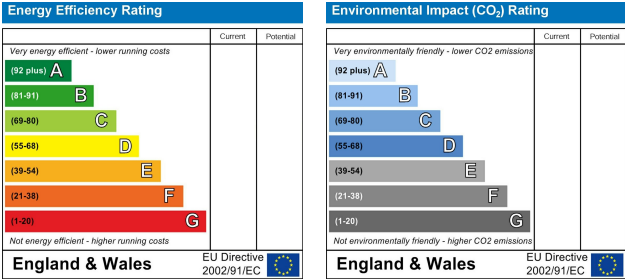 Energy Efficiency Rating
Current Potential
Very energy efficient - lower running costs
(92 plus) A
(81-91) B
(69-80) C
(55-68) D
(39-54) E
(21-38) F
(1-20) G
Not energy efficient - higher running costs
England & Wales
EU Directive
2002/91/EC
Environmental Impact (CO₂) Rating
Current Potential
Very environmentally friendly - lower CO2 emissions
(92 plus) A
(81-91) B
(69-80) C
(55-68) D
(39-54) E
(21-38) F
(1-20) G
Not environmentally friendly - higher CO2 emissions
England & Wales
EU Directive
2002/91/EC